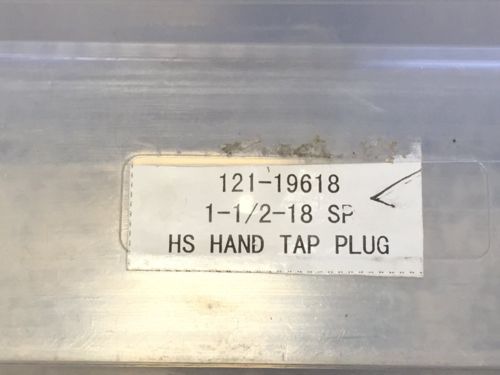 121-19618
1-1/2-18 SP
HS HAND TAP PLUG